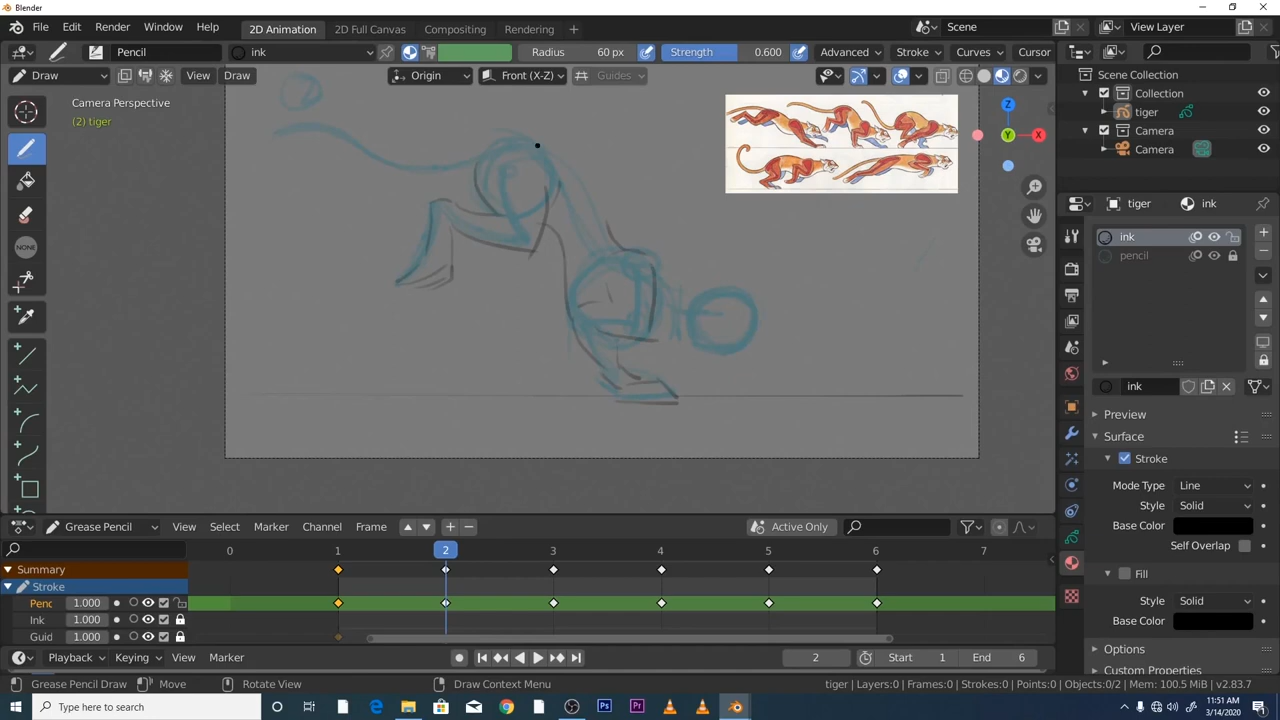 Blender
File Edit Render Window Help 2D Animation 2D Full Canvas Compositing Rendering + Scene View Layer
Pencil ink Radius 60 px Strength 0.600 Advanced Stroke Curves Cursor
Draw View Draw Origin Front (X-Z) Guides
Camera Perspective
(2) tiger
Z
Y
X
NONE
Scene Collection
Collection
tiger
Camera
Camera
tiger ink
ink
pencil
ink
Preview
Surface
Stroke
Mode Type Line
Style Solid
Base Color
Self Overlap
Fill
Style Solid
Base Color
Options
Custom Properties
Grease Pencil View Select Marker Channel Frame Active Only
0 1 2 3 4 5 6 7
Summary
Stroke
Penc 1.000
Ink 1.000
Guid 1.000
Playback Keying View Marker 2 Start 1 End 6
Grease Pencil Draw Move Rotate View Draw Context Menu tiger | Layers:0 | Frames:0 | Strokes:0 | Points:0 | Objects:0/2 | Mem: 100.5 MiB | v2.83.7
Type here to search
Ps
Pr
11:51 AM
3/14/2020